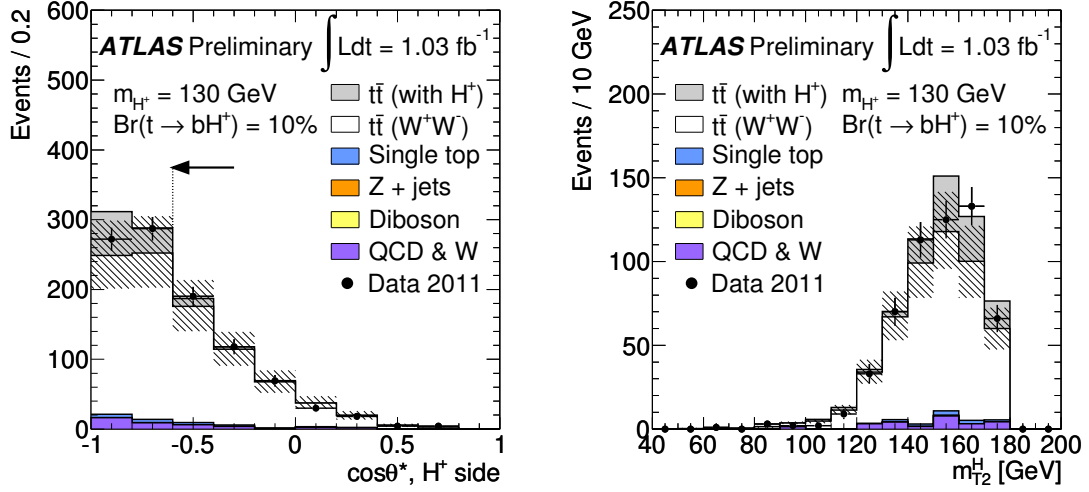 Events / 0.2
600
500
400
300
200
100
0
ATLAS Preliminary ∫ Ldt = 1.03 fb⁻¹
m_H⁺ = 130 GeV
Br(t → bH⁺) = 10%
tt̄ (with H⁺)
tt̄ (W⁺W⁻)
Single top
Z + jets
Diboson
QCD & W
Data 2011
-1 -0.5 0 0.5 1
cosθ*, H⁺ side
Events / 10 GeV
250
200
150
100
50
0
ATLAS Preliminary ∫ Ldt = 1.03 fb⁻¹
tt̄ (with H⁺)
tt̄ (W⁺W⁻)
Single top
Z + jets
Diboson
QCD & W
Data 2011
m_H⁺ = 130 GeV
Br(t → bH⁺) = 10%
40 60 80 100 120 140 160 180 200
m^H_T2 [GeV]